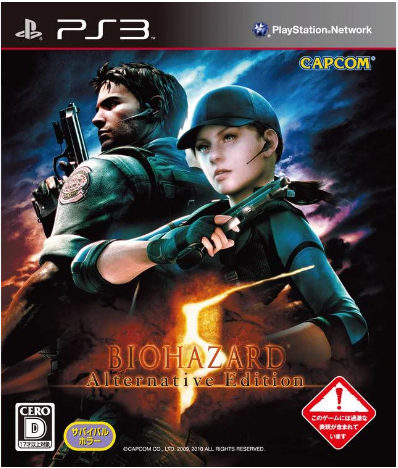 PS3
PlayStation®Network
CAPCOM®
5
BIOHAZARD®
Alternative Edition
CERO
D
17才以上対象
サバイバル
ホラー
このゲームには過激な
表現が含まれて
います
©CAPCOM CO., LTD. 2009, 2010 ALL RIGHTS RESERVED.